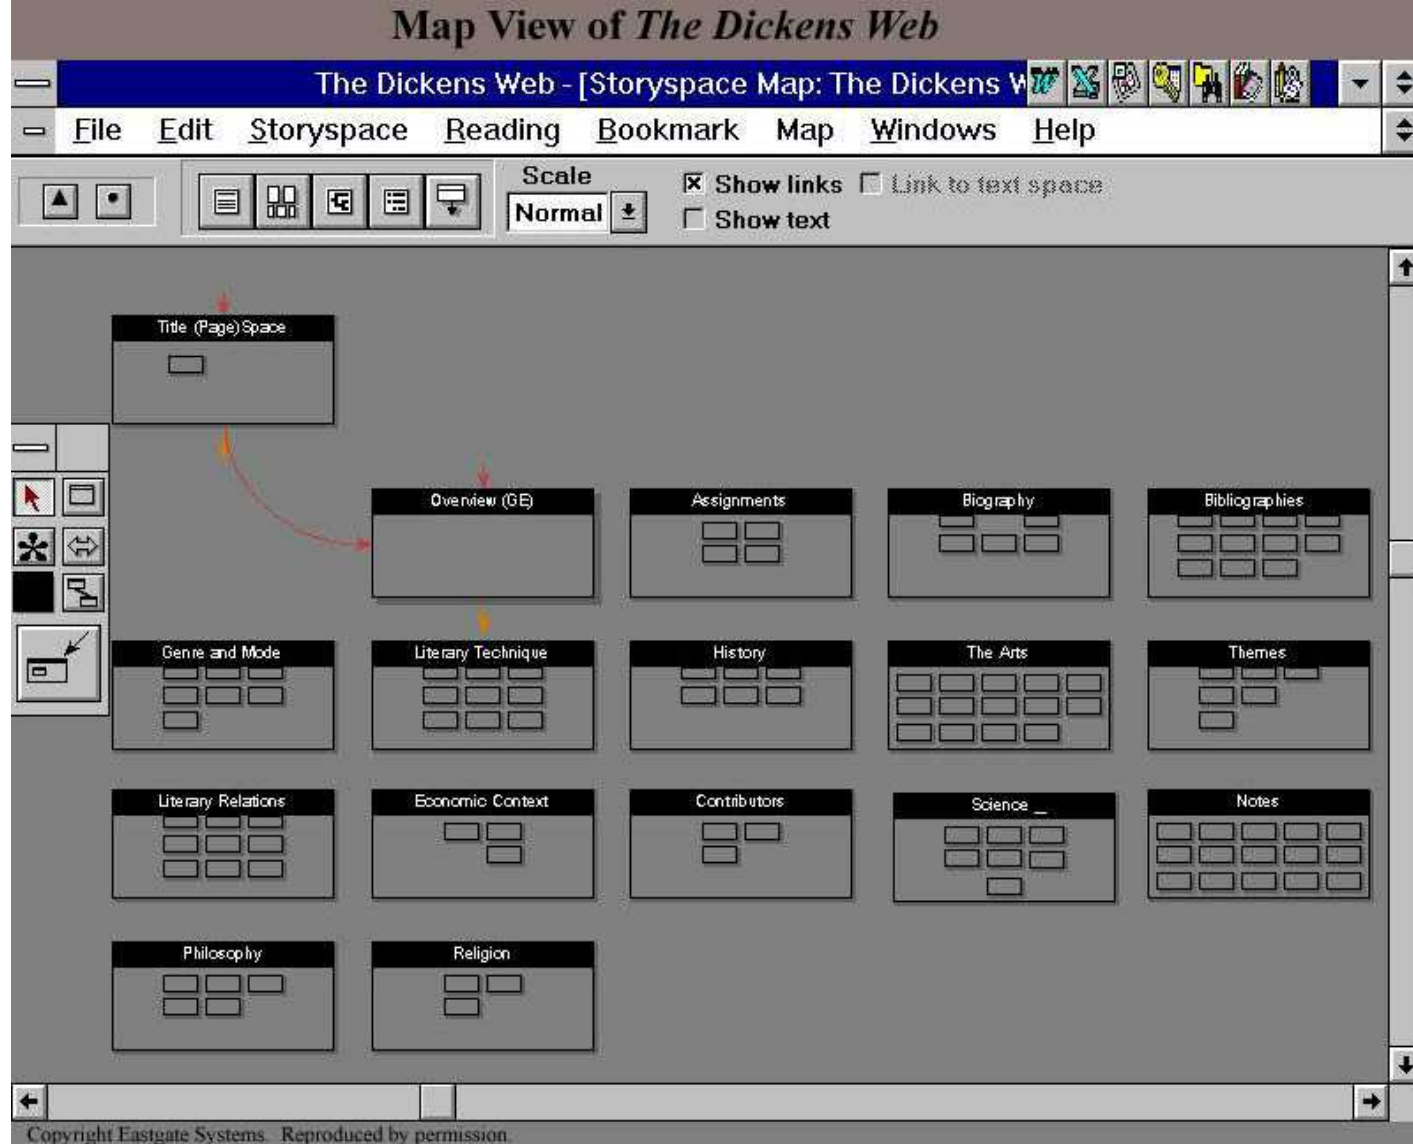 Map View of The Dickens Web
The Dickens Web - [Storyspace Map: The Dickens W
File Edit Storyspace Reading Bookmark Map Windows Help
Scale
Normal
Show links Link to text space
Show text
Title (Page) Space
Overview (GE) Assignments Biography Bibliographies
Genre and Mode Literary Technique History The Arts Themes
Literary Relations Economic Context Contributors Science _ Notes
Philosophy Religion
Copyright Eastgate Systems. Reproduced by permission.